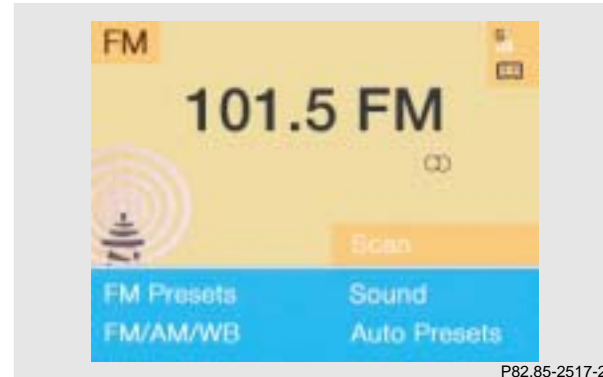 FM
101.5 FM
Scan
FM Presets Sound
FM/AM/WB Auto Presets
P82.85-2517-2